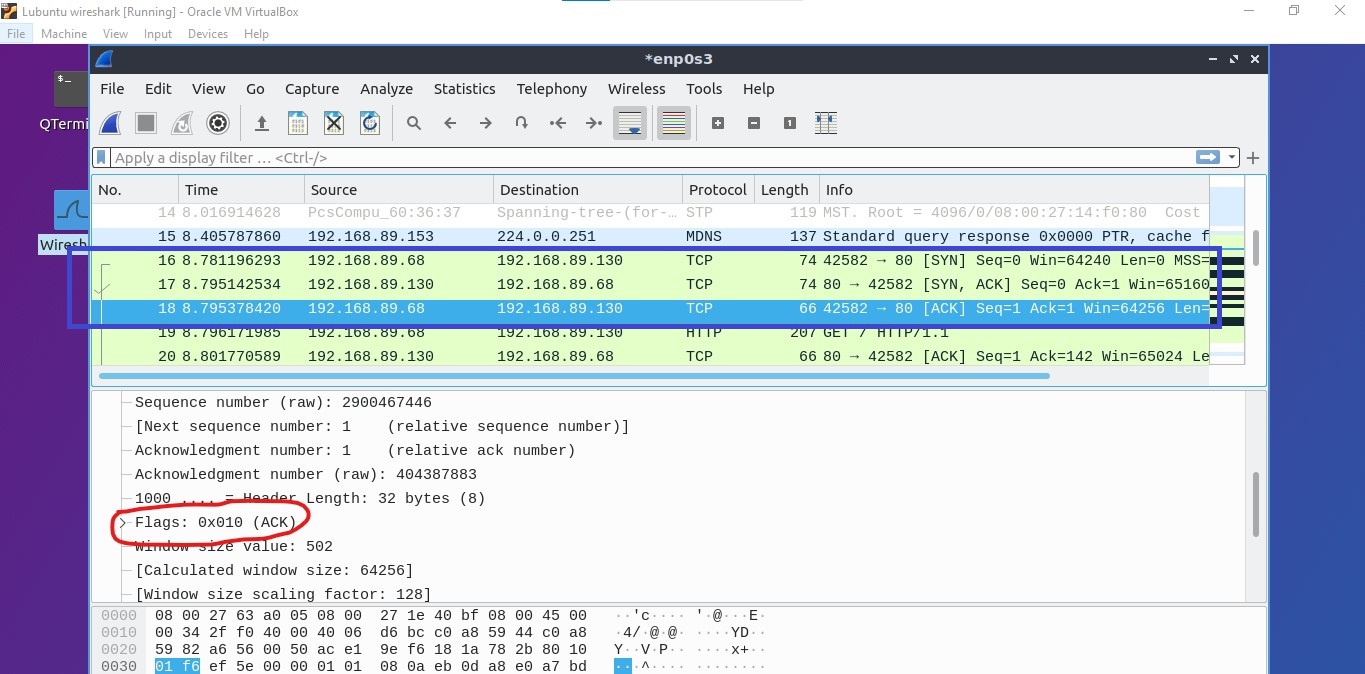 Lubuntu wireshark [Running] - Oracle VM VirtualBox
File Machine View Input Devices Help
$_
QTermi
Wiresh
*enp0s3
File Edit View Go Capture Analyze Statistics Telephony Wireless Tools Help
Apply a display filter … <Ctrl-/>
No. Time Source Destination Protocol Length Info
14 8.016914628 PcsCompu_60:36:37 Spanning-tree-(for-… STP 119 MST. Root = 4096/0/08:00:27:14:f0:80 Cost
15 8.405787860 192.168.89.153 224.0.0.251 MDNS 137 Standard query response 0x0000 PTR, cache f
16 8.781196293 192.168.89.68 192.168.89.130 TCP 74 42582 → 80 [SYN] Seq=0 Win=64240 Len=0 MSS=
17 8.795142534 192.168.89.130 192.168.89.68 TCP 74 80 → 42582 [SYN, ACK] Seq=0 Ack=1 Win=65160
18 8.795378420 192.168.89.68 192.168.89.130 TCP 66 42582 → 80 [ACK] Seq=1 Ack=1 Win=64256 Len=
19 8.796171985 192.168.89.68 192.168.89.130 HTTP 207 GET / HTTP/1.1
20 8.801770589 192.168.89.130 192.168.89.68 TCP 66 80 → 42582 [ACK] Seq=1 Ack=142 Win=65024 Le
Sequence number (raw): 2900467446
[Next sequence number: 1 (relative sequence number)]
Acknowledgment number: 1 (relative ack number)
Acknowledgment number (raw): 404387883
1000 .... = Header Length: 32 bytes (8)
Flags: 0x010 (ACK)
Window size value: 502
[Calculated window size: 64256]
[Window size scaling factor: 128]
0000 08 00 27 63 a0 05 08 00 27 1e 40 bf 08 00 45 00 ··'c···· '·@···E·
0010 00 34 2f f0 40 00 40 06 d6 bc c0 a8 59 44 c0 a8 ·4/·@·@· ····YD··
0020 59 82 a6 56 00 50 ac e1 9e f6 18 1a 78 2b 80 10 Y··V·P·· ····x+··
0030 01 f6 ef 5e 00 00 01 01 08 0a eb 0d a8 e0 a7 bd ···^···· ········